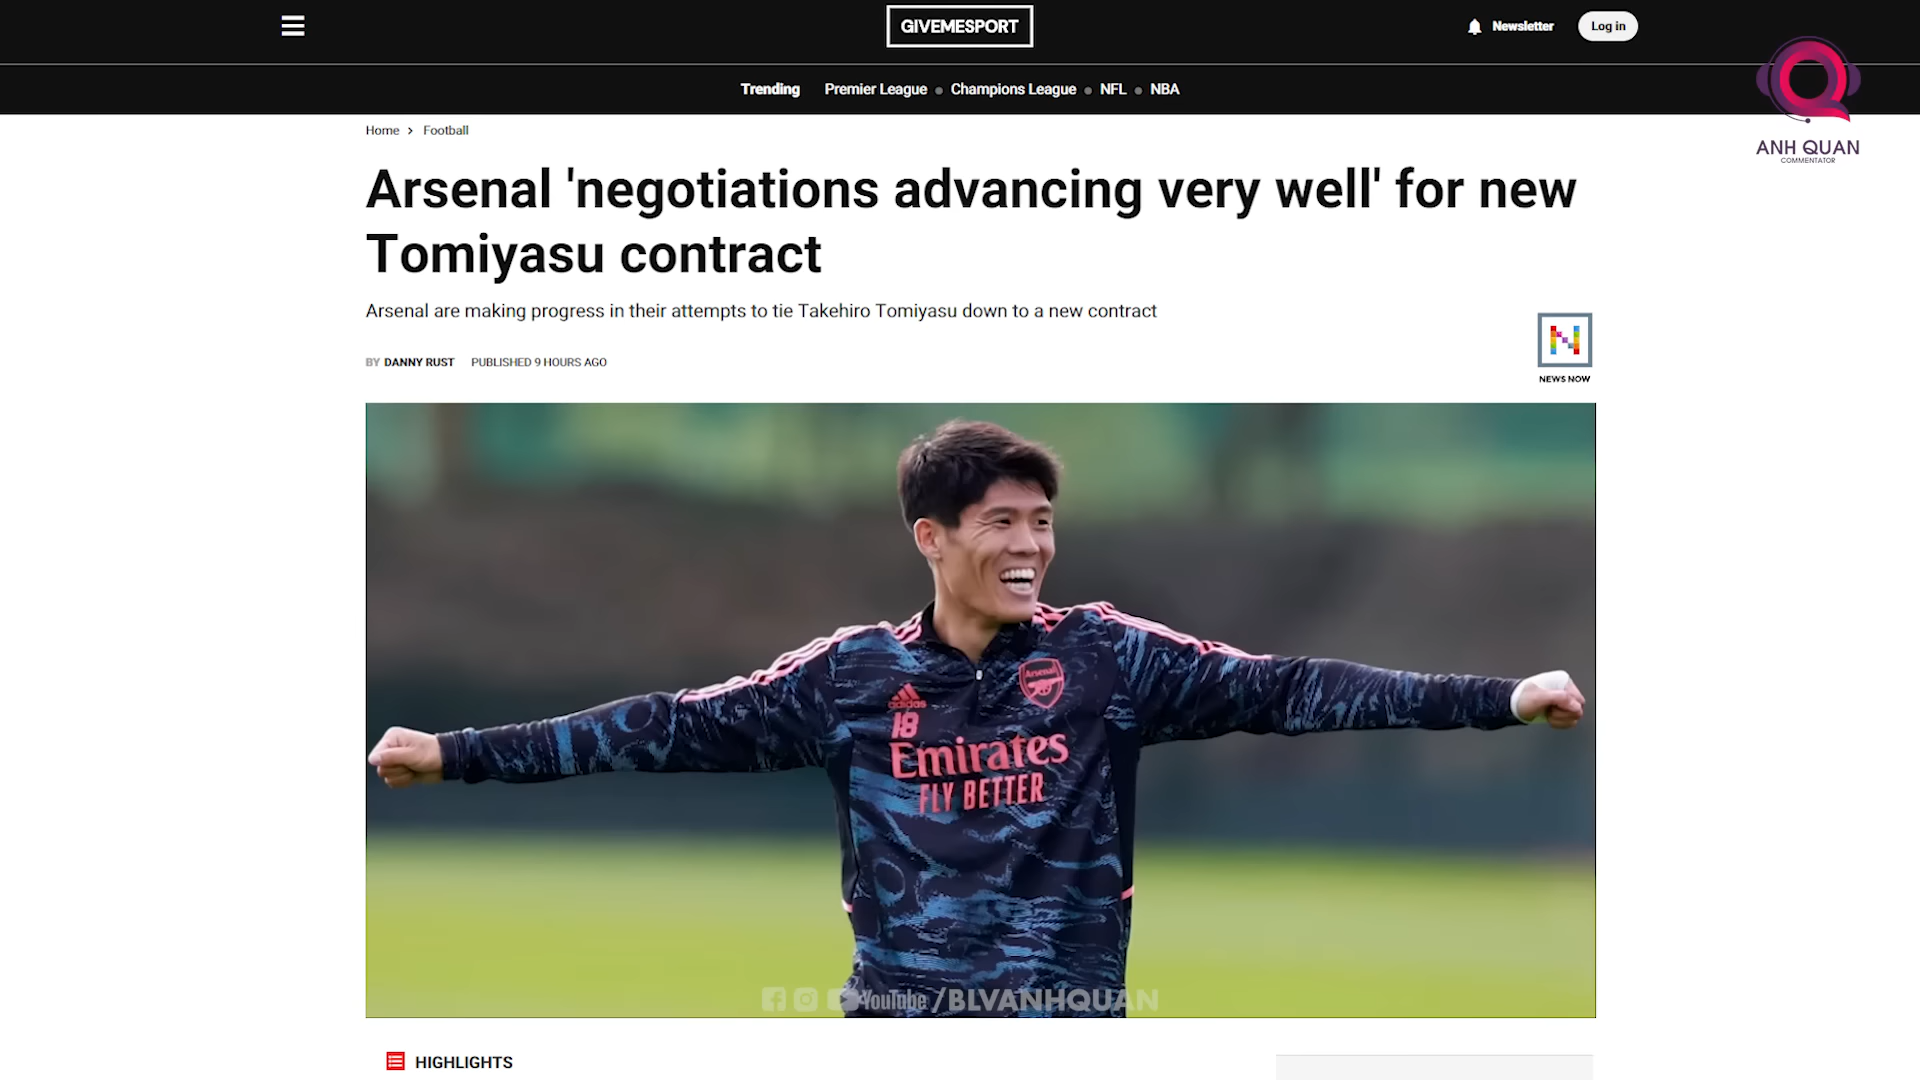 GIVEMESPORT
Newsletter
Log in
Trending Premier League Champions League NFL NBA
ANH QUAN
COMMENTATOR
Home > Football
Arsenal 'negotiations advancing very well' for new
Tomiyasu contract
Arsenal are making progress in their attempts to tie Takehiro Tomiyasu down to a new contract
BY DANNY RUST PUBLISHED 9 HOURS AGO
N
NEWS NOW
Arsenal
adidas
18
Emirates
FLY BETTER
YouTube /BLVANHQUAN
HIGHLIGHTS